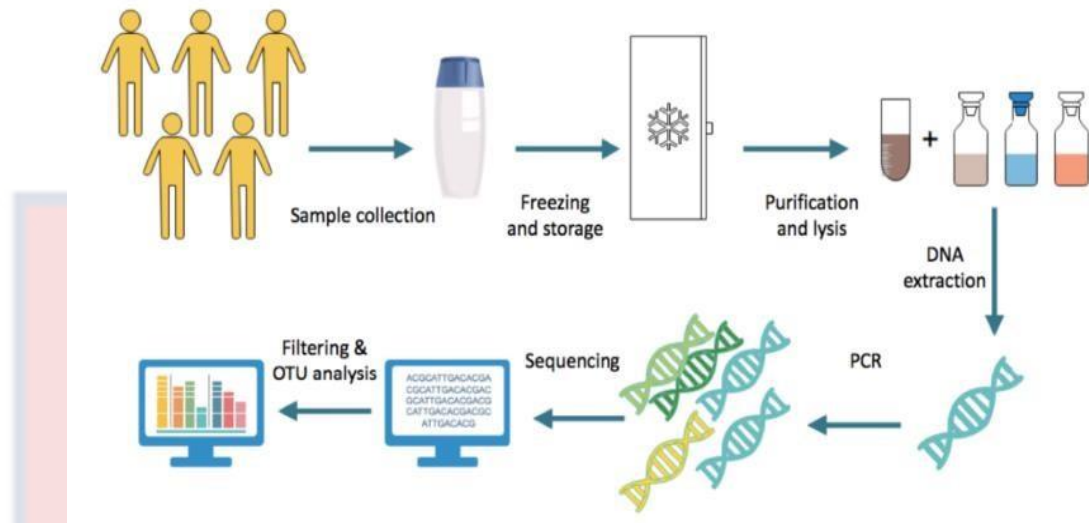 Sample collection
Freezing
and storage
Purification
and lysis
+
DNA
extraction
PCR
Sequencing
Filtering &
OTU analysis
ACGCATTGACACGA
CGCATTGACACGAC
GCATTGACACGACG
CATTGACACGACGC
ATTGACACG